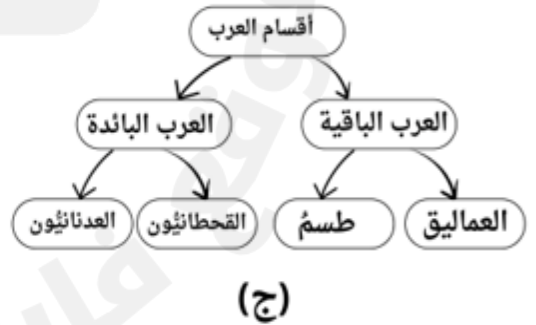 أقسام العرب
العرب الباقية
العرب البائدة
العماليق
طسمُ
القحطانيُّون
العدنانيُّون
(ج)